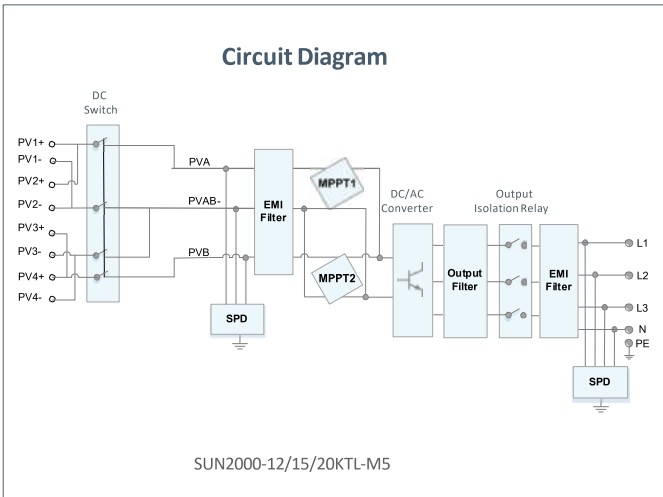 Circuit Diagram
DC
Switch
PV1+
PV1-
PV2+
PV2-
PV3+
PV3-
PV4+
PV4-
PVA
PVAB-
PVB
SPD
EMI
Filter
MPPT1
MPPT2
DC/AC
Converter
Output
Filter
Output
Isolation Relay
EMI
Filter
L1
L2
L3
N
PE
SPD
SUN2000-12/15/20KTL-M5